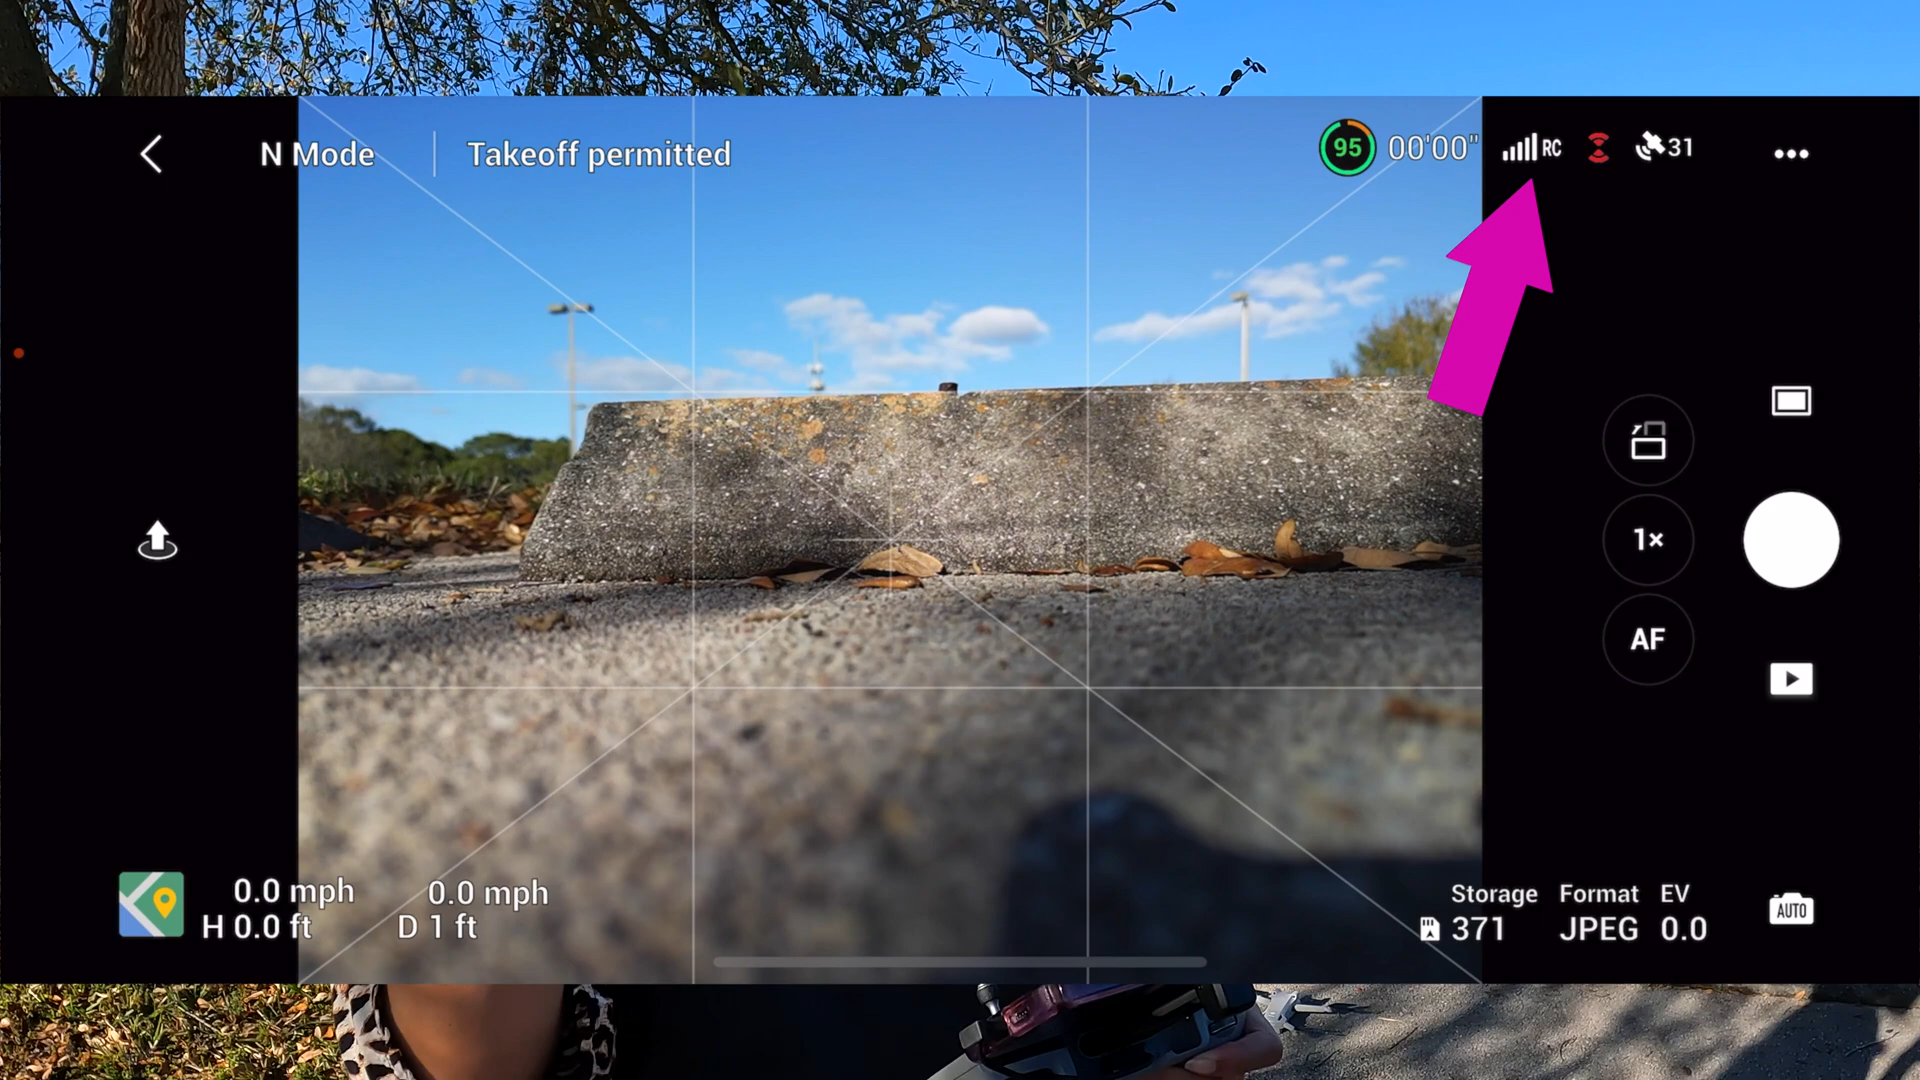 N Mode
Takeoff permitted
95
00'00"
RC
31
1×
AF
0.0 mph
0.0 mph
H 0.0 ft
D 1 ft
Storage
Format
EV
371
JPEG
0.0
AUTO